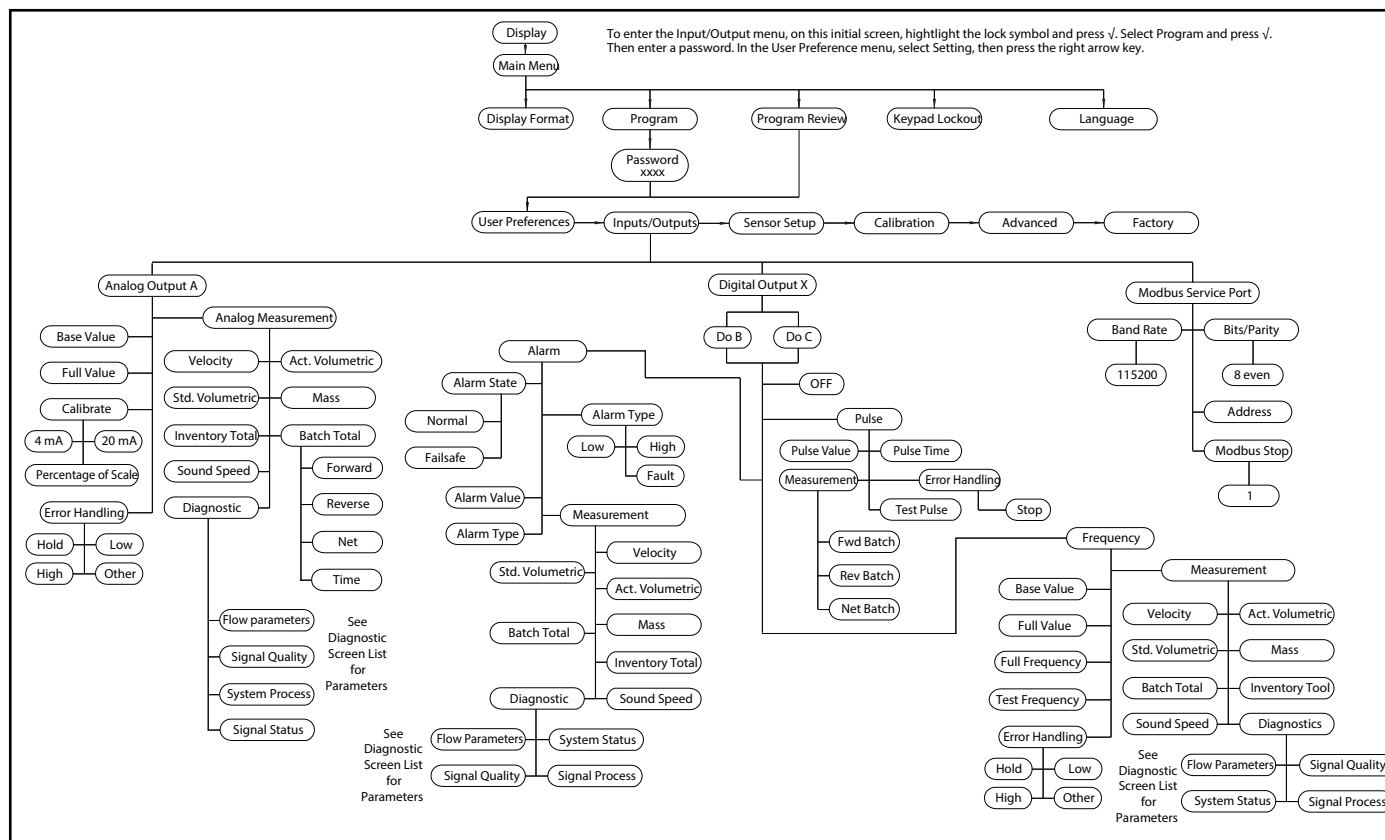 Display
To enter the Input/Output menu, on this initial screen, hightlight the lock symbol and press √. Select Program and press √.
Then enter a password. In the User Preference menu, select Setting, then press the right arrow key.
Main Menu
Display Format
Program
Program Review
Keypad Lockout
Language
Password
xxxx
User Preferences
Inputs/Outputs
Sensor Setup
Calibration
Advanced
Factory
Analog Output A
Analog Measurement
Base Value
Full Value
Calibrate
4 mA
20 mA
Percentage of Scale
Error Handling
Hold
Low
High
Other
Velocity
Act. Volumetric
Std. Volumetric
Mass
Inventory Total
Batch Total
Sound Speed
Forward
Diagnostic
Reverse
Net
Time
Flow parameters
Signal Quality
System Process
Signal Status
See
Diagnostic
Screen List
for
Parameters
Digital Output X
Do B
Do C
OFF
Alarm
Alarm State
Normal
Failsafe
Alarm Type
Low
High
Fault
Alarm Value
Alarm Type
Measurement
Velocity
Std. Volumetric
Act. Volumetric
Mass
Batch Total
Inventory Total
Diagnostic
Sound Speed
Flow Parameters
System Status
Signal Quality
Signal Process
See
Diagnostic
Screen List
for
Parameters
Pulse
Pulse Value
Pulse Time
Measurement
Error Handling
Test Pulse
Stop
Fwd Batch
Rev Batch
Net Batch
Frequency
Measurement
Base Value
Full Value
Full Frequency
Test Frequency
Error Handling
Hold
Low
High
Other
Velocity
Act. Volumetric
Std. Volumetric
Mass
Batch Total
Inventory Tool
Sound Speed
Diagnostics
See
Diagnostic
Screen List
for
Parameters
Flow Parameters
Signal Quality
System Status
Signal Process
Modbus Service Port
Band Rate
Bits/Parity
115200
8 even
Address
Modbus Stop
1